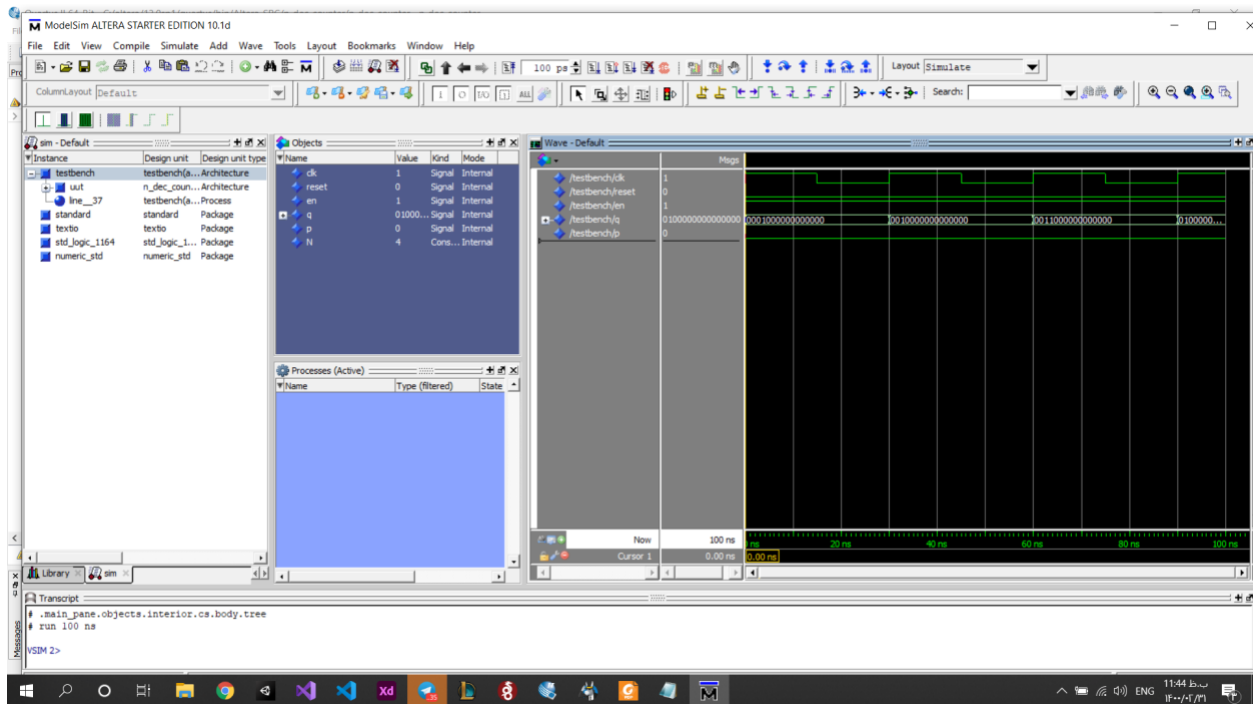 ModelSim ALTERA STARTER EDITION 10.1d
File Edit View Compile Simulate Add Wave Tools Layout Bookmarks Window Help
100 ps
Layout Simulate
ColumnLayout Default
Search:
sim - Default
Instance Design unit Design unit type
testbench testbench(a... Architecture
uut n_dec_coun... Architecture
line__37 testbench(a... Process
standard standard Package
textio textio Package
std_logic_1164 std_logic_1... Package
numeric_std numeric_std Package
Objects
Name Value Kind Mode
clk 1 Signal Internal
reset 0 Signal Internal
en 1 Signal Internal
q 01000... Signal Internal
p 0 Signal Internal
N 4 Cons... Internal
Processes (Active)
Name Type (filtered) State
Wave - Default
Msgs
/testbench/clk 1
/testbench/reset 0
/testbench/en 1
/testbench/q 0100000000000000 0001000000000000 0010000000000000 0011000000000000 0100000...
/testbench/p 0
Now 100 ns
ns 20 ns 40 ns 60 ns 80 ns 100 ns
Cursor 1 0.00 ns 0.00 ns
Library sim
Transcript
# .main_pane.objects.interior.cs.body.tree
# run 100 ns
VSIM 2>
Messages
ENG
11:44 ب.ظ
۱۴۰۰/۰۲/۳۱